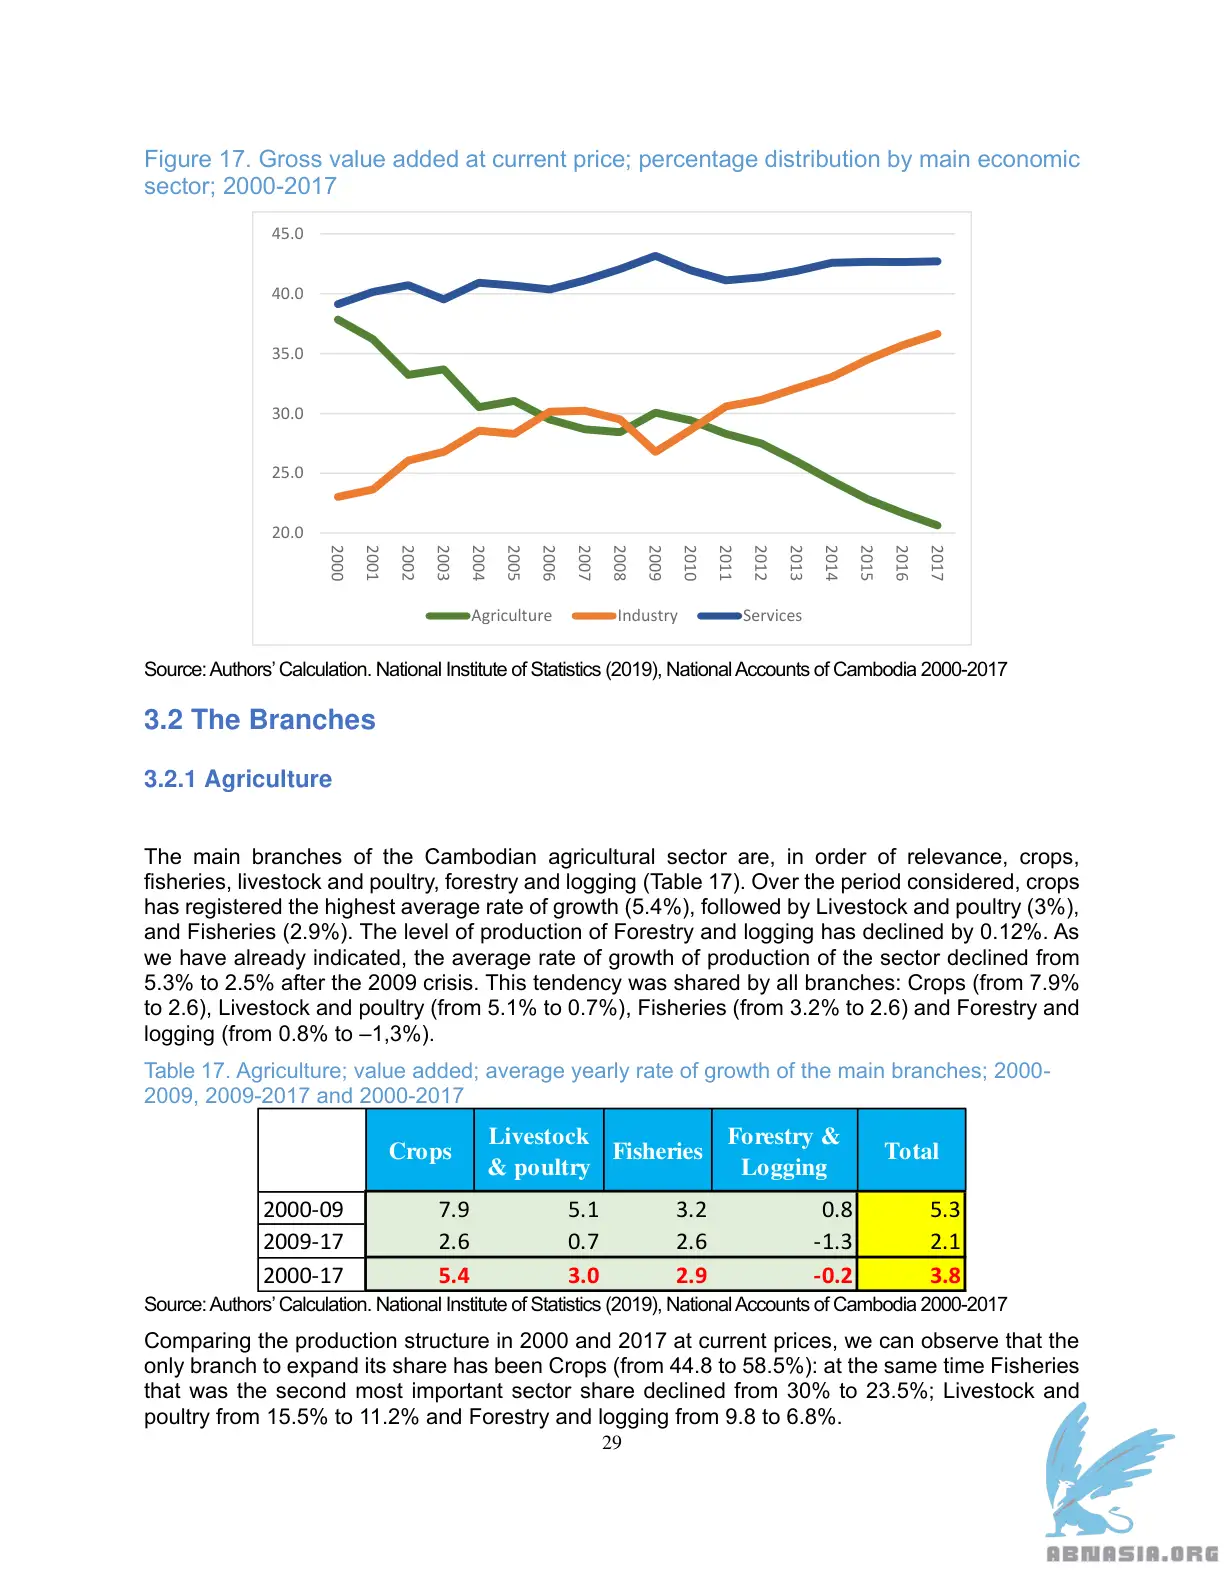 Figure 17. Gross value added at current price; percentage distribution by main economic
sector; 2000-2017
45.0
40.0
35.0
30.0
25.0
20.0
2000 2001 2002 2003 2004 2005 2006 2007 2008 2009 2010 2011 2012 2013 2014 2015 2016 2017
Agriculture Industry Services
Source: Authors’ Calculation. National Institute of Statistics (2019), National Accounts of Cambodia 2000-2017
3.2 The Branches
3.2.1 Agriculture
The main branches of the Cambodian agricultural sector are, in order of relevance, crops,
fisheries, livestock and poultry, forestry and logging (Table 17). Over the period considered, crops
has registered the highest average rate of growth (5.4%), followed by Livestock and poultry (3%),
and Fisheries (2.9%). The level of production of Forestry and logging has declined by 0.12%. As
we have already indicated, the average rate of growth of production of the sector declined from
5.3% to 2.5% after the 2009 crisis. This tendency was shared by all branches: Crops (from 7.9%
to 2.6), Livestock and poultry (from 5.1% to 0.7%), Fisheries (from 3.2% to 2.6) and Forestry and
logging (from 0.8% to –1,3%).
Table 17. Agriculture; value added; average yearly rate of growth of the main branches; 2000-
2009, 2009-2017 and 2000-2017
Crops Livestock & poultry Fisheries Forestry & Logging Total
2000-09 7.9 5.1 3.2 0.8 5.3
2009-17 2.6 0.7 2.6 -1.3 2.1
2000-17 5.4 3.0 2.9 -0.2 3.8
Source: Authors’ Calculation. National Institute of Statistics (2019), National Accounts of Cambodia 2000-2017
Comparing the production structure in 2000 and 2017 at current prices, we can observe that the
only branch to expand its share has been Crops (from 44.8 to 58.5%): at the same time Fisheries
that was the second most important sector share declined from 30% to 23.5%; Livestock and
poultry from 15.5% to 11.2% and Forestry and logging from 9.8 to 6.8%.
29
ABNASIA.ORG